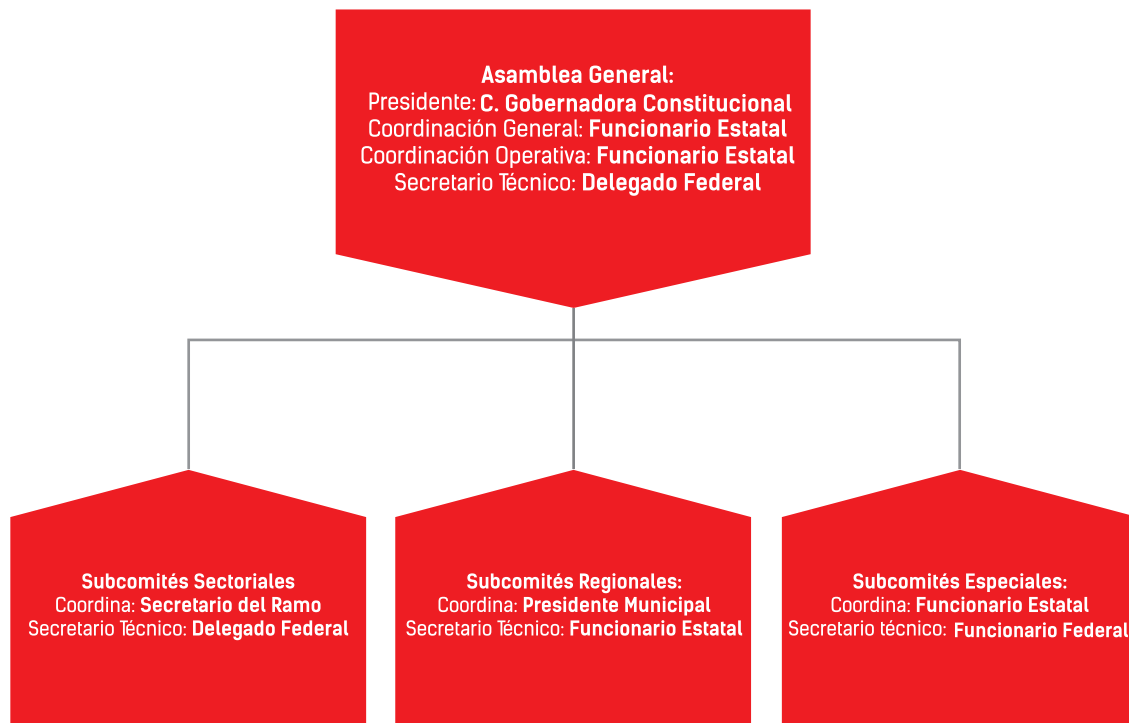 Asamblea General:
Presidente: C. Gobernadora Constitucional
Coordinación General: Funcionario Estatal
Coordinación Operativa: Funcionario Estatal
Secretario Técnico: Delegado Federal
Subcomités Sectoriales
Coordina: Secretario del Ramo
Secretario Técnico: Delegado Federal
Subcomités Regionales:
Coordina: Presidente Municipal
Secretario Técnico: Funcionario Estatal
Subcomités Especiales:
Coordina: Funcionario Estatal
Secretario técnico: Funcionario Federal